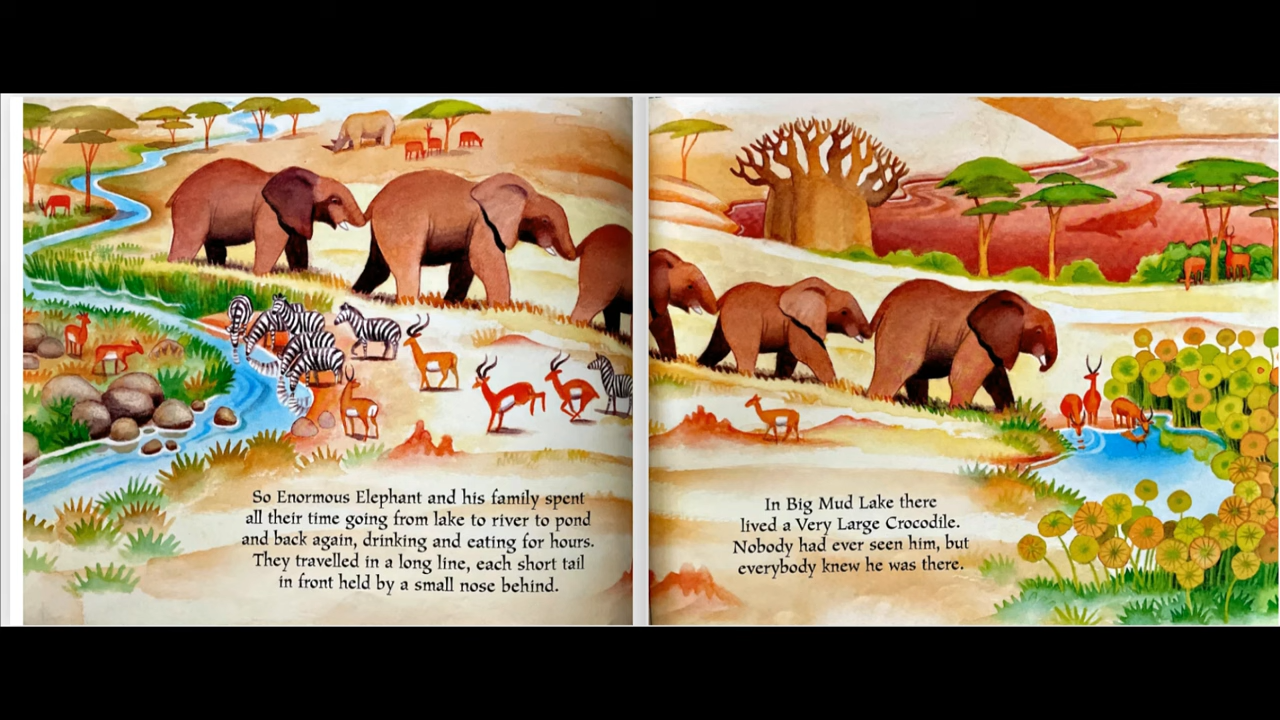 So Enormous Elephant and his family spent
all their time going from lake to river to pond
and back again, drinking and eating for hours.
They travelled in a long line, each short tail
in front held by a small nose behind.
In Big Mud Lake there
lived a Very Large Crocodile.
Nobody had ever seen him, but
everybody knew he was there.